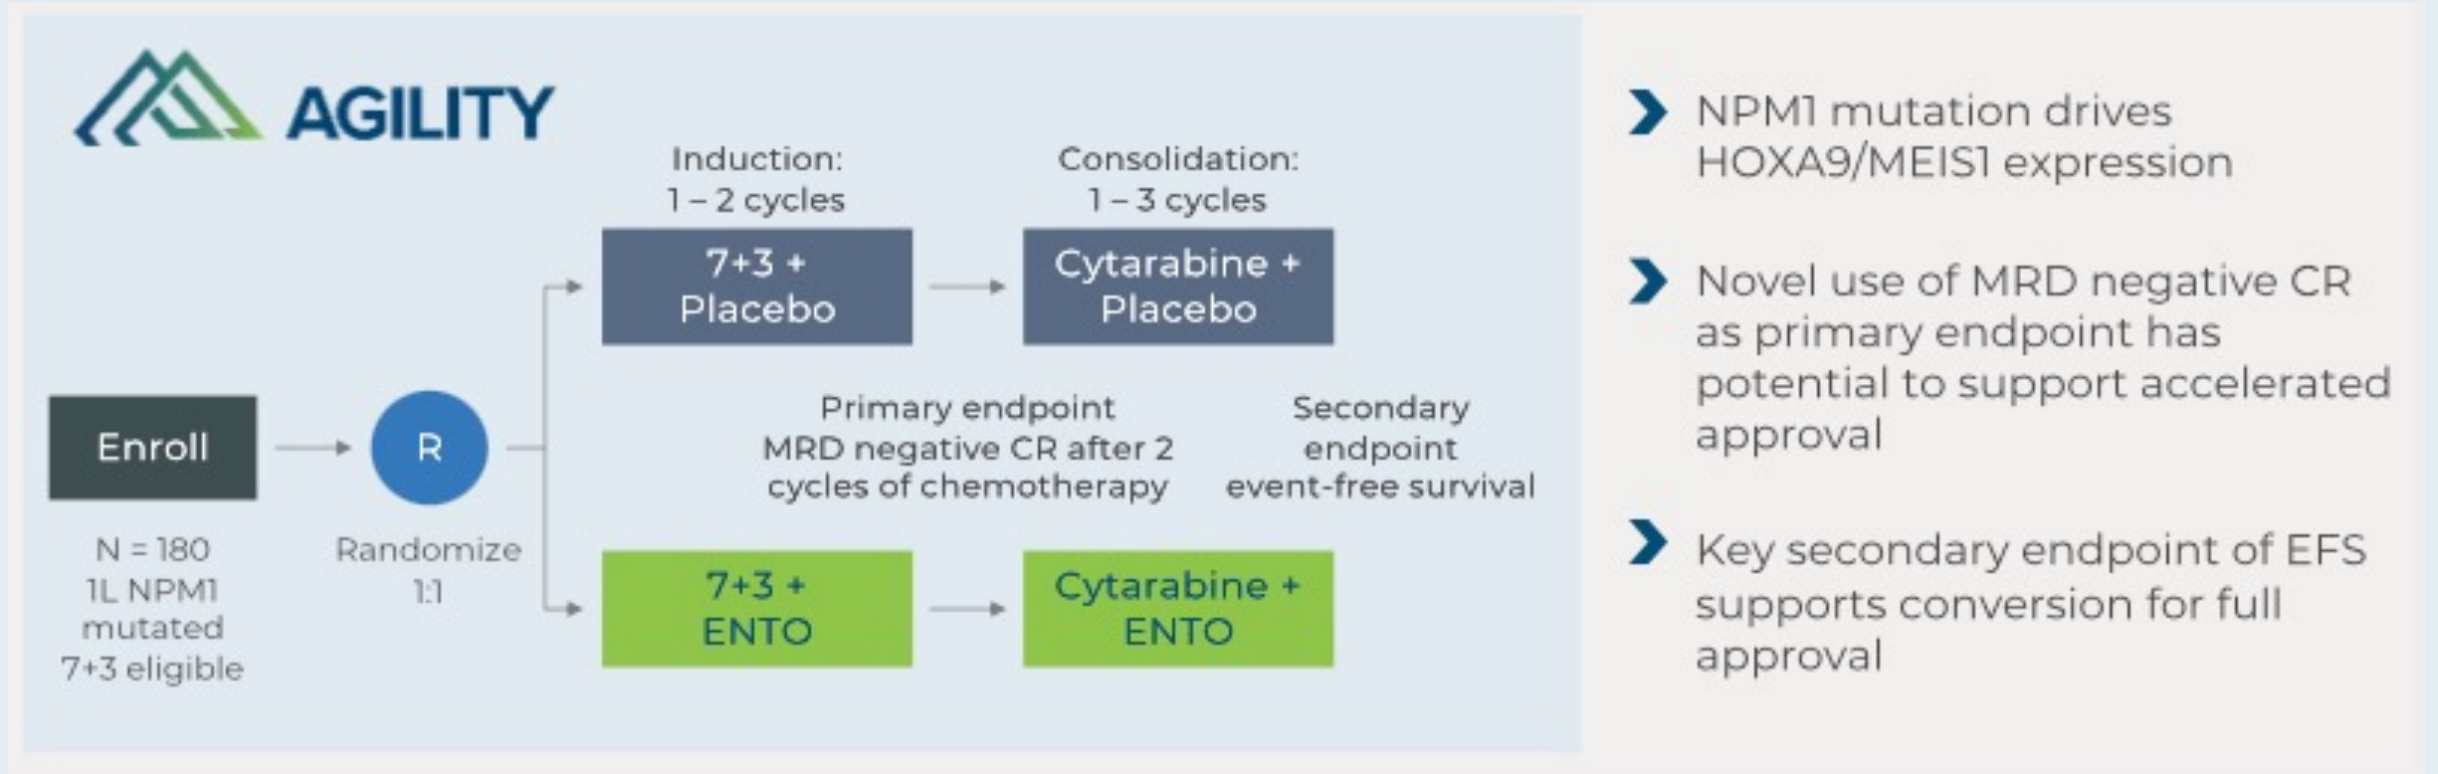 AGILITY
Induction:
1 – 2 cycles
7+3 +
Placebo
Consolidation:
1 – 3 cycles
Cytarabine +
Placebo
Enroll
N = 180
1L NPM1
mutated
7+3 eligible
R
Randomize
1:1
Primary endpoint
MRD negative CR after 2
cycles of chemotherapy
Secondary
endpoint
event-free survival
7+3 +
ENTO
Cytarabine +
ENTO
NPM1 mutation drives
HOXA9/MEIS1 expression
Novel use of MRD negative CR
as primary endpoint has
potential to support accelerated
approval
Key secondary endpoint of EFS
supports conversion for full
approval